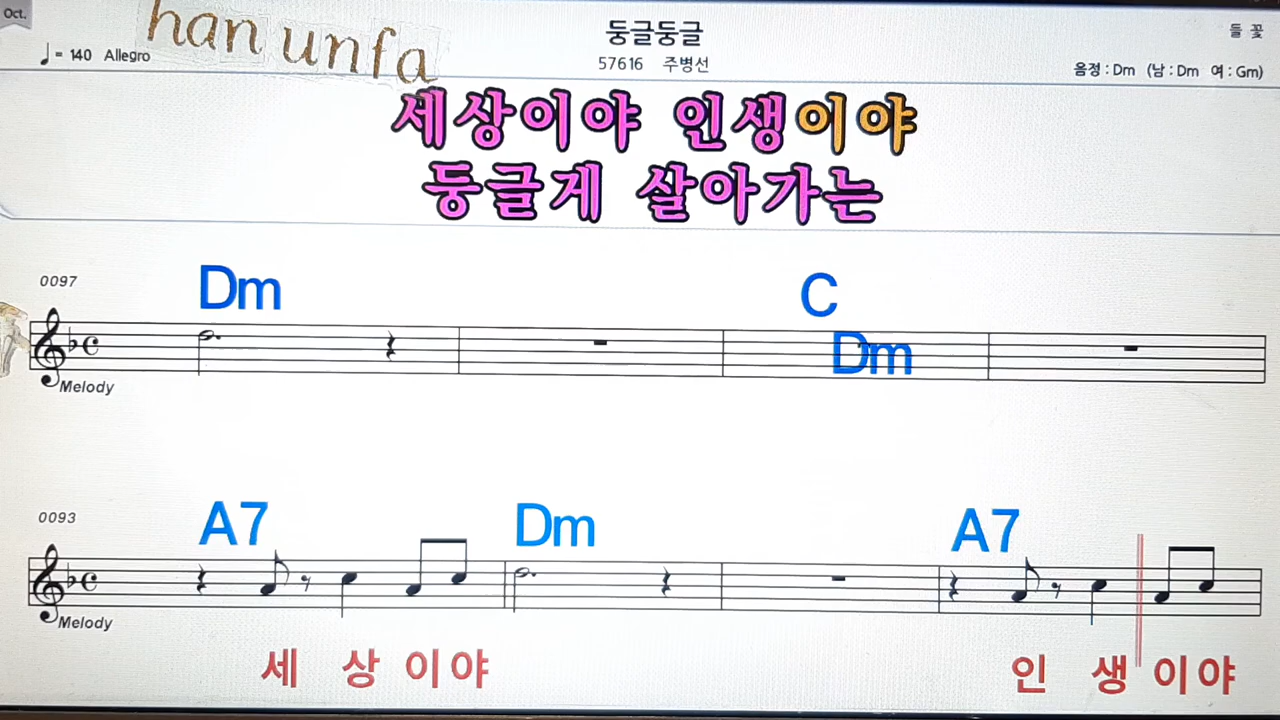 Oct.
han unfa
둥글둥글
들 꽃
♩= 140 Allegro
57616 주병선
음정 : Dm (남 : Dm 여 : Gm)
세상이야 인생이야
둥글게 살아가는
0097
Dm C
Dm
Melody
0093
A7 Dm A7
Melody
세 상 이 야 인 생 이 야